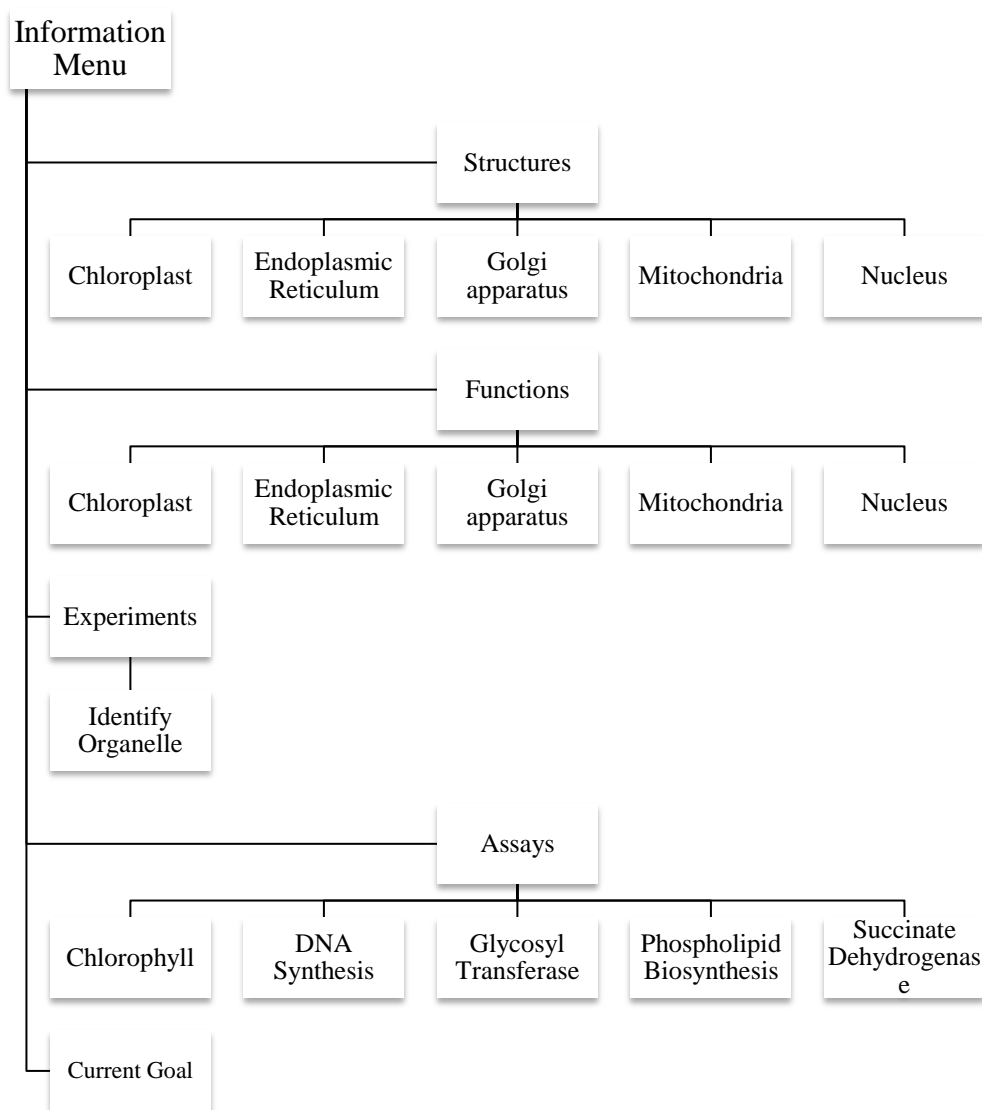 Information
Menu
Structures
Chloroplast
Endoplasmic
Reticulum
Golgi
apparatus
Mitochondria
Nucleus
Functions
Chloroplast
Endoplasmic
Reticulum
Golgi
apparatus
Mitochondria
Nucleus
Experiments
Identify
Organelle
Assays
Chlorophyll
DNA
Synthesis
Glycosyl
Transferase
Phospholipid
Biosynthesis
Succinate
Dehydrogenas
e
Current Goal